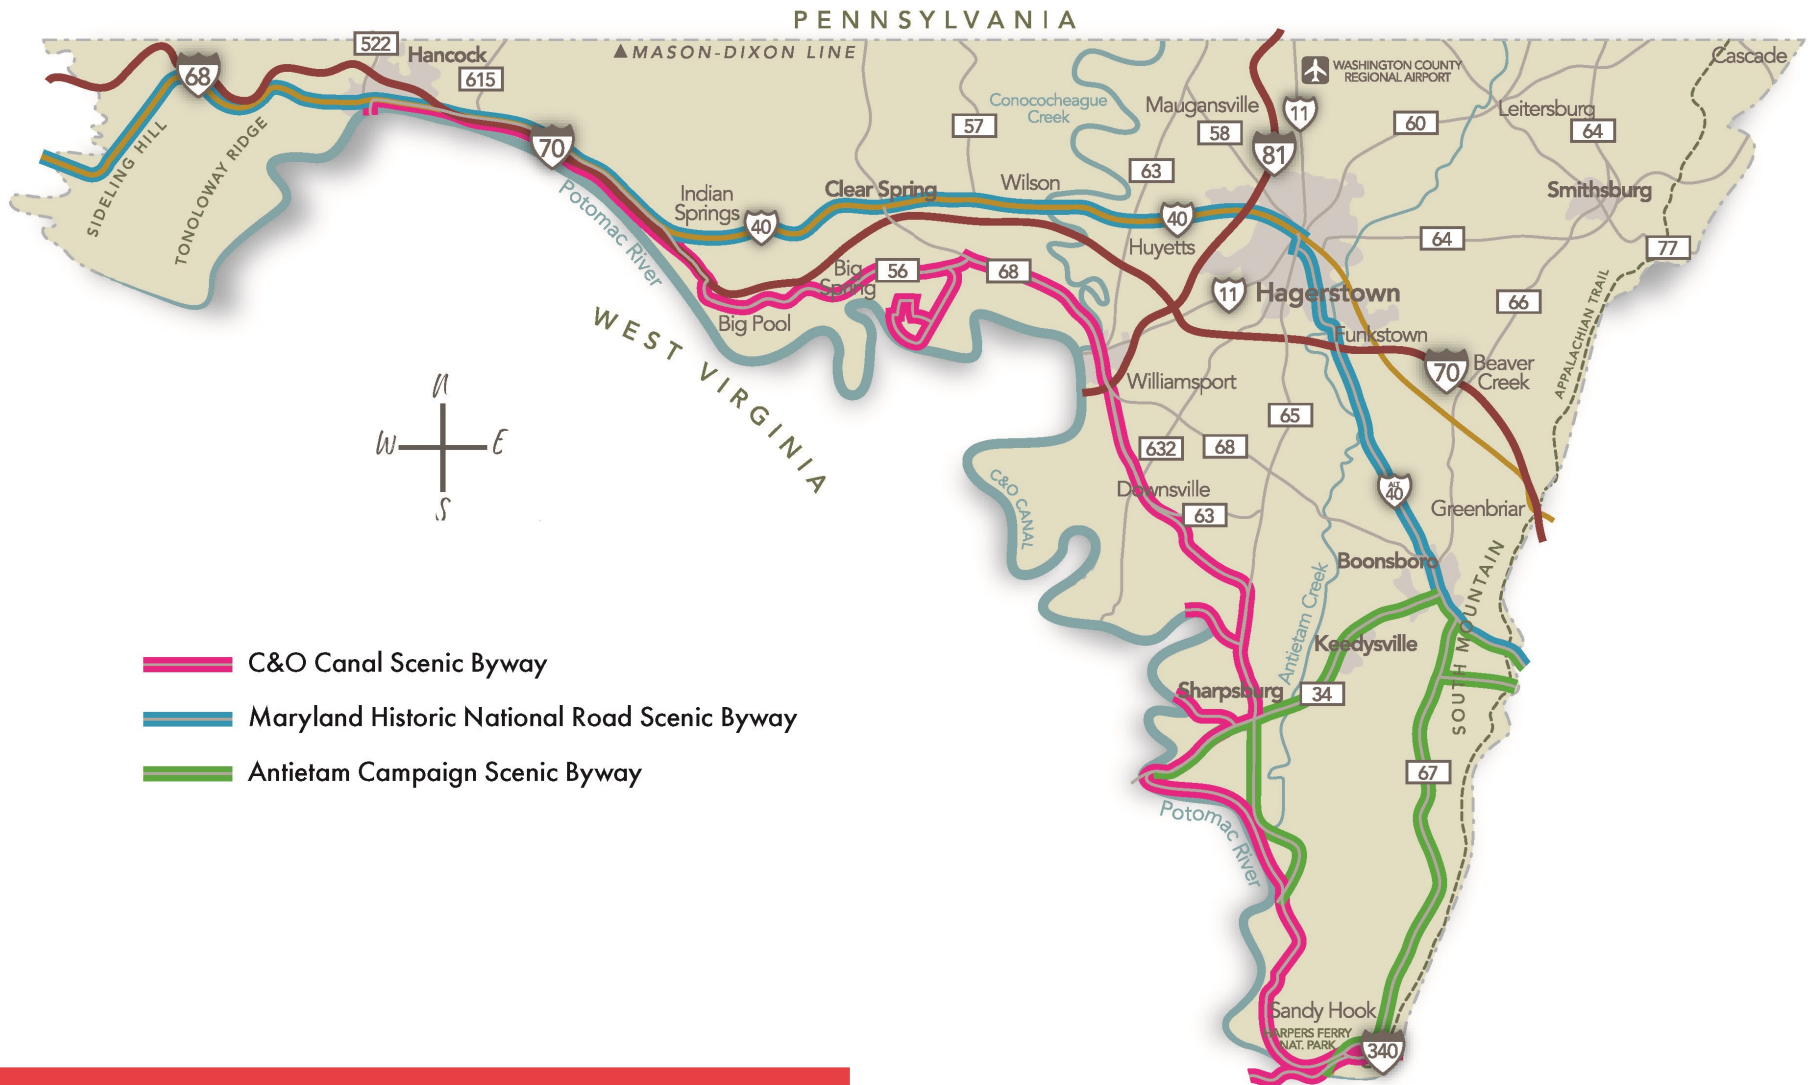 PENNSYLVANIA
MASON-DIXON LINE
522
Hancock
615
68
70
Cascade
WASHINGTON COUNTY
REGIONAL AIRPORT
Conococheague
Creek
57
Maugansville
58
11
60
Leitersburg
64
81
63
SIDELING HILL
TONOLOWAY RIDGE
Potomac River
Indian
Springs
40
Clear Spring
Wilson
40
Huyetts
Smithsburg
64
77
Big
Spring
56
68
11
Hagerstown
66
Big Pool
Funkstown
WEST VIRGINIA
APPALACHIAN TRAIL
70
Beaver
Creek
Williamsport
65
N
W
E
S
632
68
C&O CANAL
Downsville
63
ALT
40
Greenbriar
Boonsboro
Antietam Creek
SOUTH MOUNTAIN
Keedysville
Sharpsburg
34
C&O Canal Scenic Byway
Maryland Historic National Road Scenic Byway
Antietam Campaign Scenic Byway
67
Potomac River
Sandy Hook
HARPERS FERRY
NAT. PARK
340